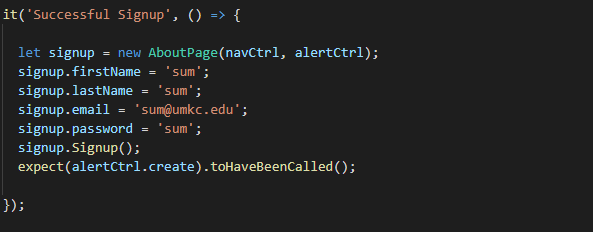 it('Successful Signup', () => {
let signup = new AboutPage(navCtrl, alertCtrl);
signup.firstName = 'sum';
signup.lastName = 'sum';
signup.email = 'sum@umkc.edu';
signup.password = 'sum';
signup.Signup();
expect(alertCtrl.create).toHaveBeenCalled();
});